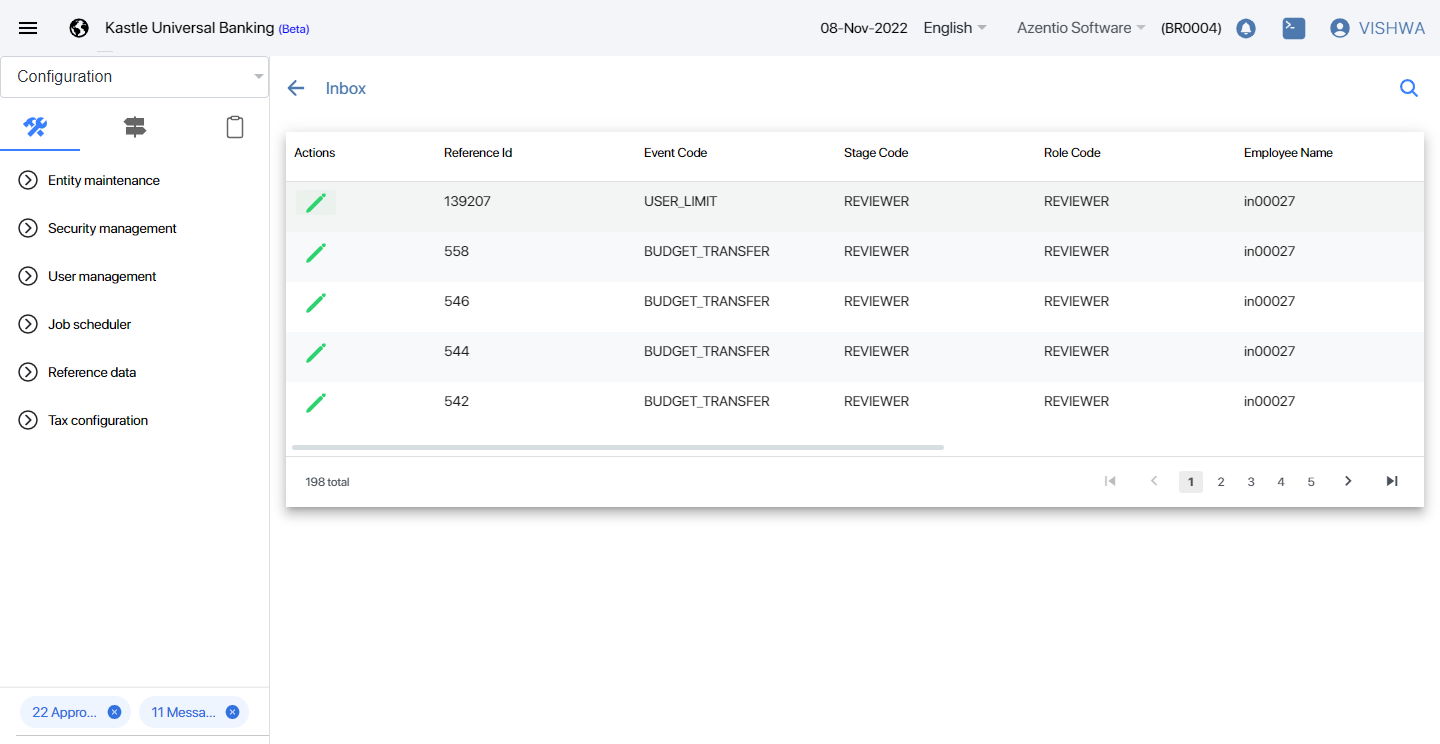 Kastle Universal Banking (Beta) 08-Nov-2022 English Azentio Software (BR0004) VISHWA
Configuration
Entity maintenance
Security management
User management
Job scheduler
Reference data
Tax configuration
22 Appro... 11 Messa...
Inbox
Actions Reference Id Event Code Stage Code Role Code Employee Name
139207 USER_LIMIT REVIEWER REVIEWER in00027
558 BUDGET_TRANSFER REVIEWER REVIEWER in00027
546 BUDGET_TRANSFER REVIEWER REVIEWER in00027
544 BUDGET_TRANSFER REVIEWER REVIEWER in00027
542 BUDGET_TRANSFER REVIEWER REVIEWER in00027
198 total 1 2 3 4 5